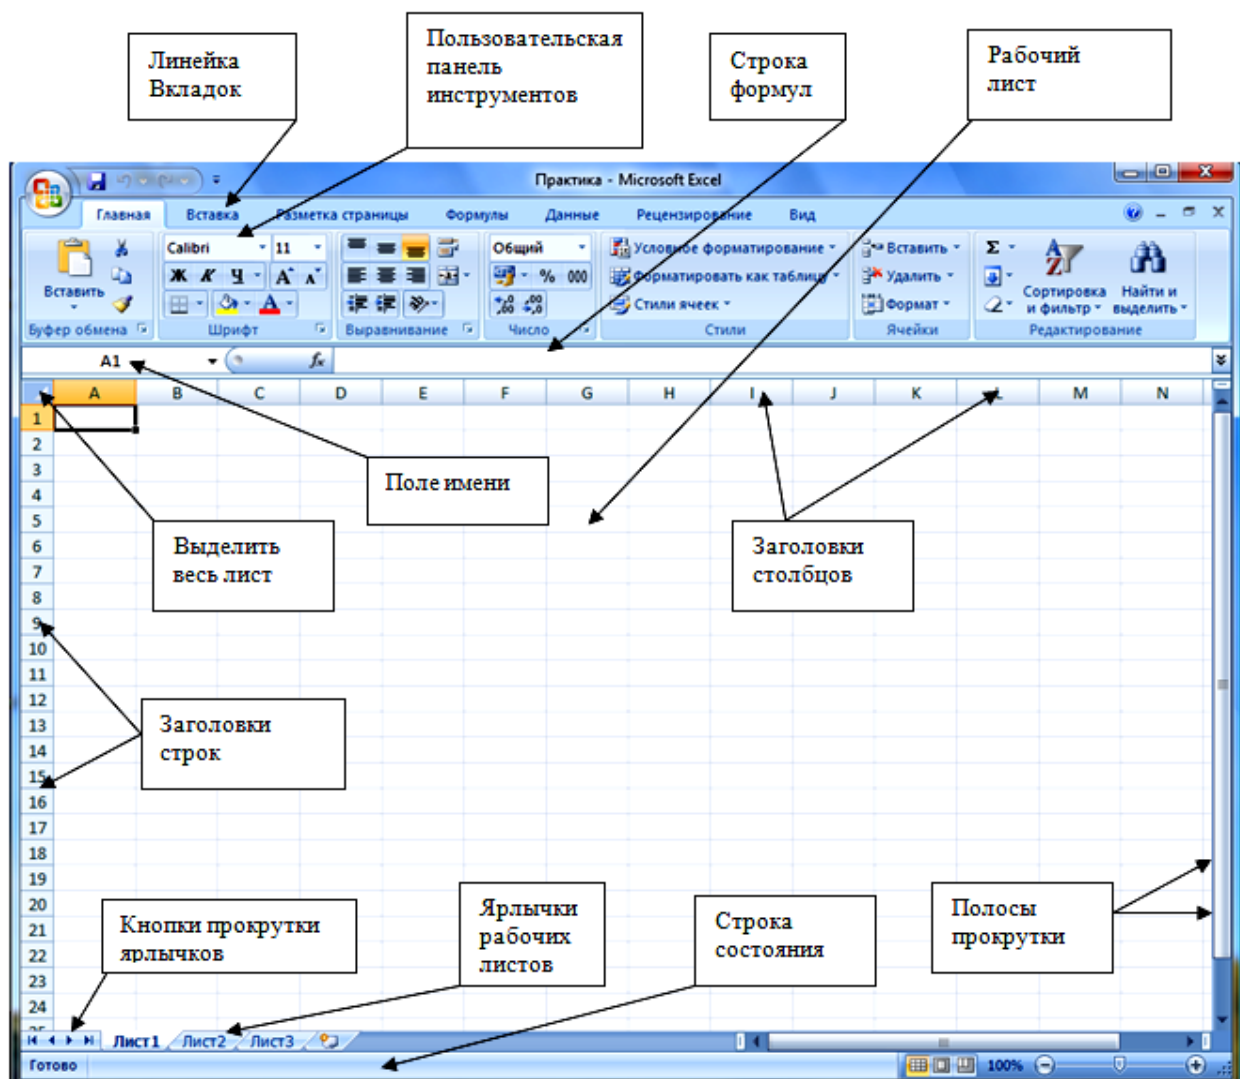 Линейка
Вкладок
Пользовательская
панель
инструментов
Строка
формул
Рабочий
лист
Практика - Microsoft Excel
Главная Вставка Разметка страницы Формулы Данные Рецензирование Вид
Calibri 11 Общий Условное форматирование Вставить Σ
Ж К Ч % 000 Форматировать как таблицу Удалить
Вставить Сортировка Найти и
Стили ячеек Формат и фильтр выделить
Буфер обмена Шрифт Выравнивание Число Стили Ячейки Редактирование
A1 fx
A B C D E F G H I J K L M N
1
2
3
4
5
6
7
8
9
10
11
12
13
14
15
16
17
18
19
20
21
22
23
24
25
Поле имени
Выделить
весь лист
Заголовки
столбцов
Заголовки
строк
Кнопки прокрутки
ярлычков
Ярлычки
рабочих
листов
Строка
состояния
Полосы
прокрутки
Лист1 Лист2 Лист3
Готово 100%